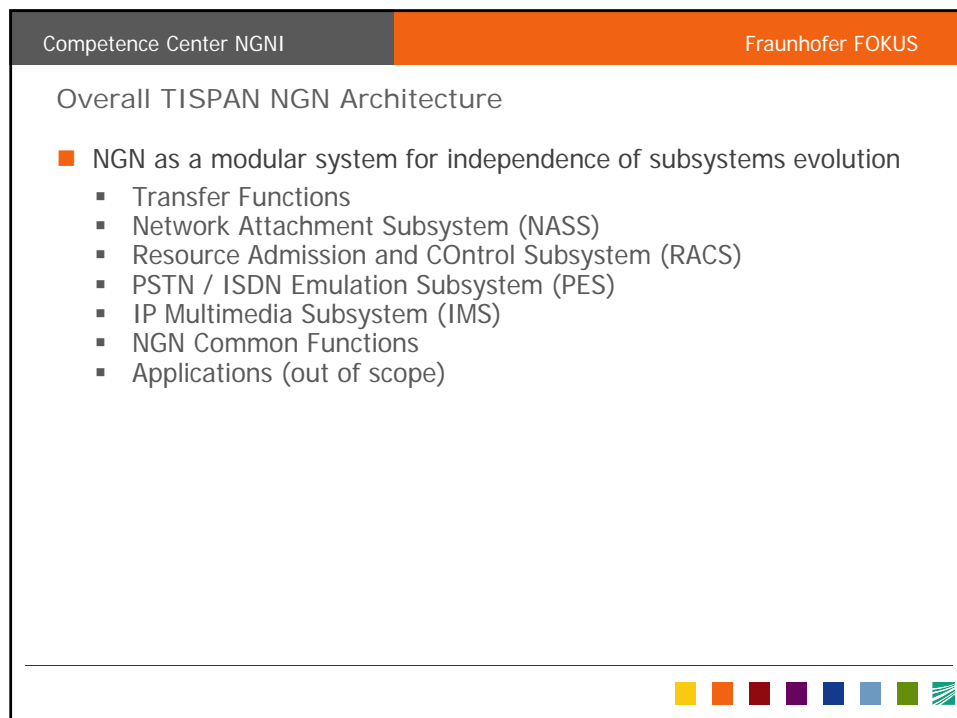 Competence Center NGNI
Fraunhofer FOKUS
Overall TISPAN NGN Architecture
NGN as a modular system for independence of subsystems evolution
Transfer Functions
Network Attachment Subsystem (NASS)
Resource Admission and COntrol Subsystem (RACS)
PSTN / ISDN Emulation Subsystem (PES)
IP Multimedia Subsystem (IMS)
NGN Common Functions
Applications (out of scope)